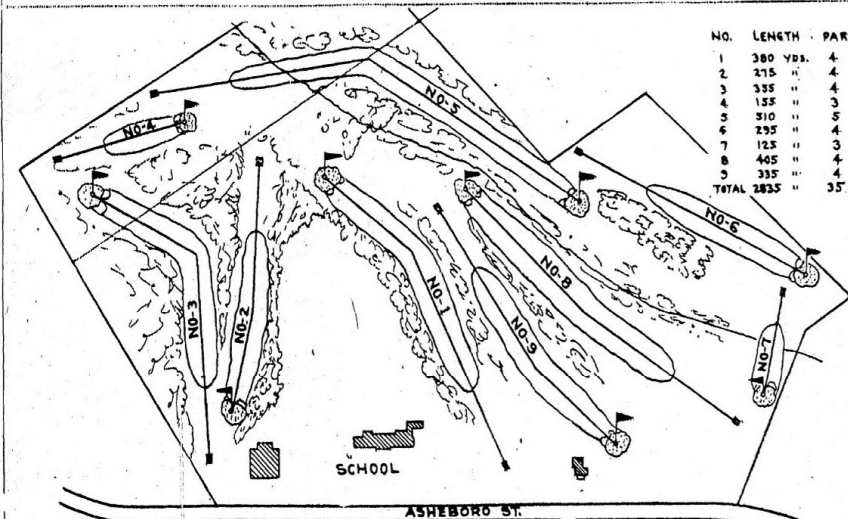 NO. LENGTH PAR
1 380 YDS. 4
2 275 " 4
3 355 " 4
4 155 " 3
5 510 " 5
6 295 " 4
7 125 " 3
8 405 " 4
9 335 " 4
TOTAL 2835 " 35
NO-5
NO-4
NO-6
NO-3
NO-2
NO-1
NO-8
NO-9
NO-7
SCHOOL
ASHEBORO ST.